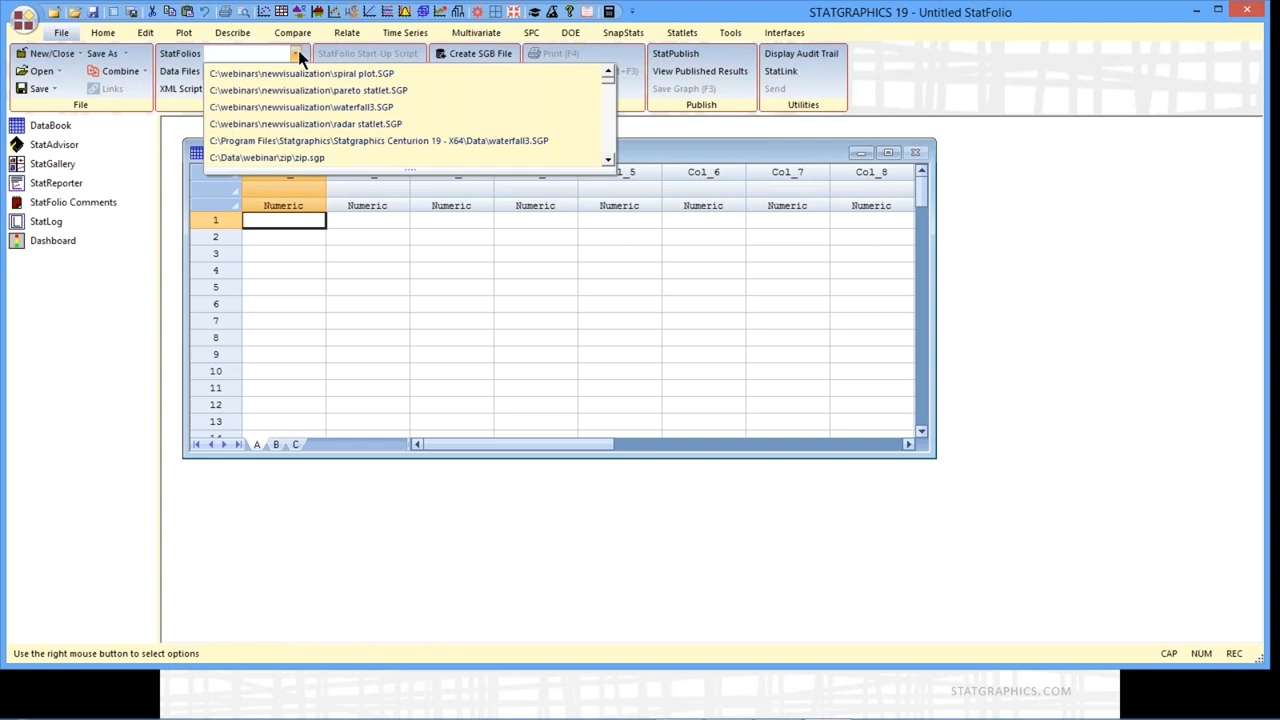 STATGRAPHICS 19 - Untitled StatFolio
File Home Edit Plot Describe Compare Relate Time Series Multivariate SPC DOE SnapStats Statlets Tools Interfaces
New/Close Save As StatFolios StatFolio Start-Up Script Create SGB File Print (F4) StatPublish Display Audit Trail
Open Combine Data Files +F3) View Published Results StatLink
Save Links XML Script Save Graph (F3) Send
File Publish Utilities
C:\webinars\newvisualization\spiral plot.SGP
C:\webinars\newvisualization\pareto statlet.SGP
C:\webinars\newvisualization\waterfall3.SGP
C:\webinars\newvisualization\radar statlet.SGP
C:\Program Files\Statgraphics\Statgraphics Centurion 19 - X64\Data\waterfall3.SGP
C:\Data\webinar\zip\zip.sgp
DataBook
StatAdvisor
StatGallery
StatReporter
StatFolio Comments
StatLog
Dashboard
Col_6 Col_7 Col_8
Numeric Numeric Numeric Numeric Numeric Numeric Numeric Numeric
1
2
3
4
5
6
7
8
9
10
11
12
13
A B C
Use the right mouse button to select options CAP NUM REC
STATGRAPHICS.COM